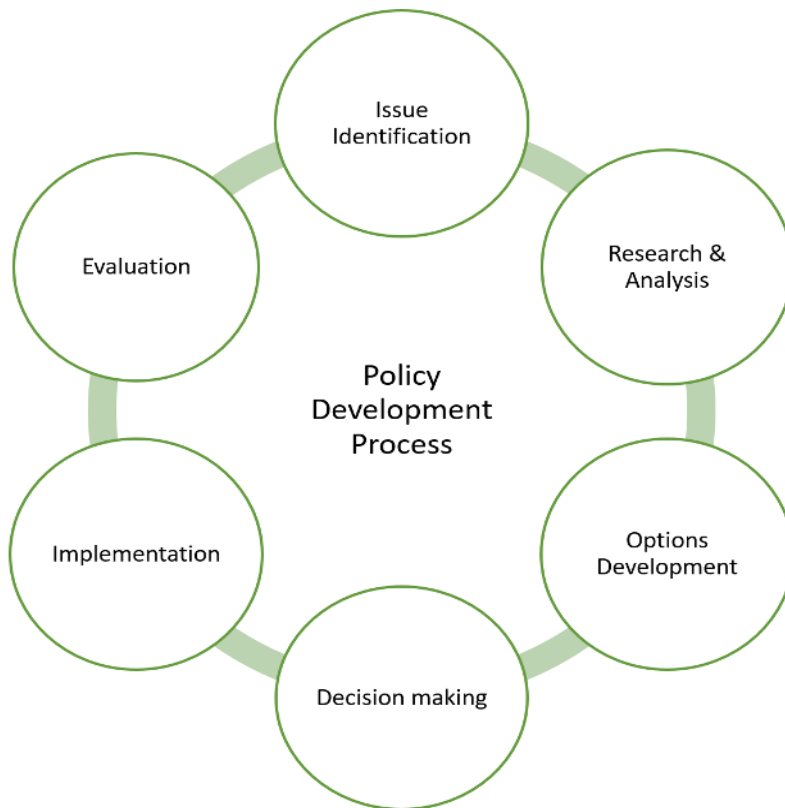 Issue
Identification
Research &
Analysis
Options
Development
Decision making
Implementation
Evaluation
Policy
Development
Process